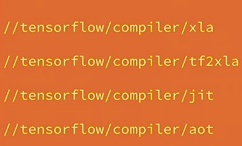 //tensorflow/compiler/xla
//tensorflow/compiler/tf2xla
//tensorflow/compiler/jit
//tensorflow/compiler/aot